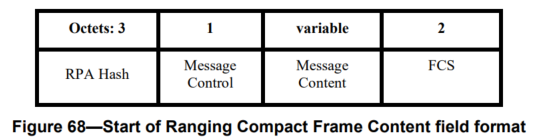 Octets: 3 1 variable 2
RPA Hash Message Control Message Content FCS
Figure 68—Start of Ranging Compact Frame Content field format